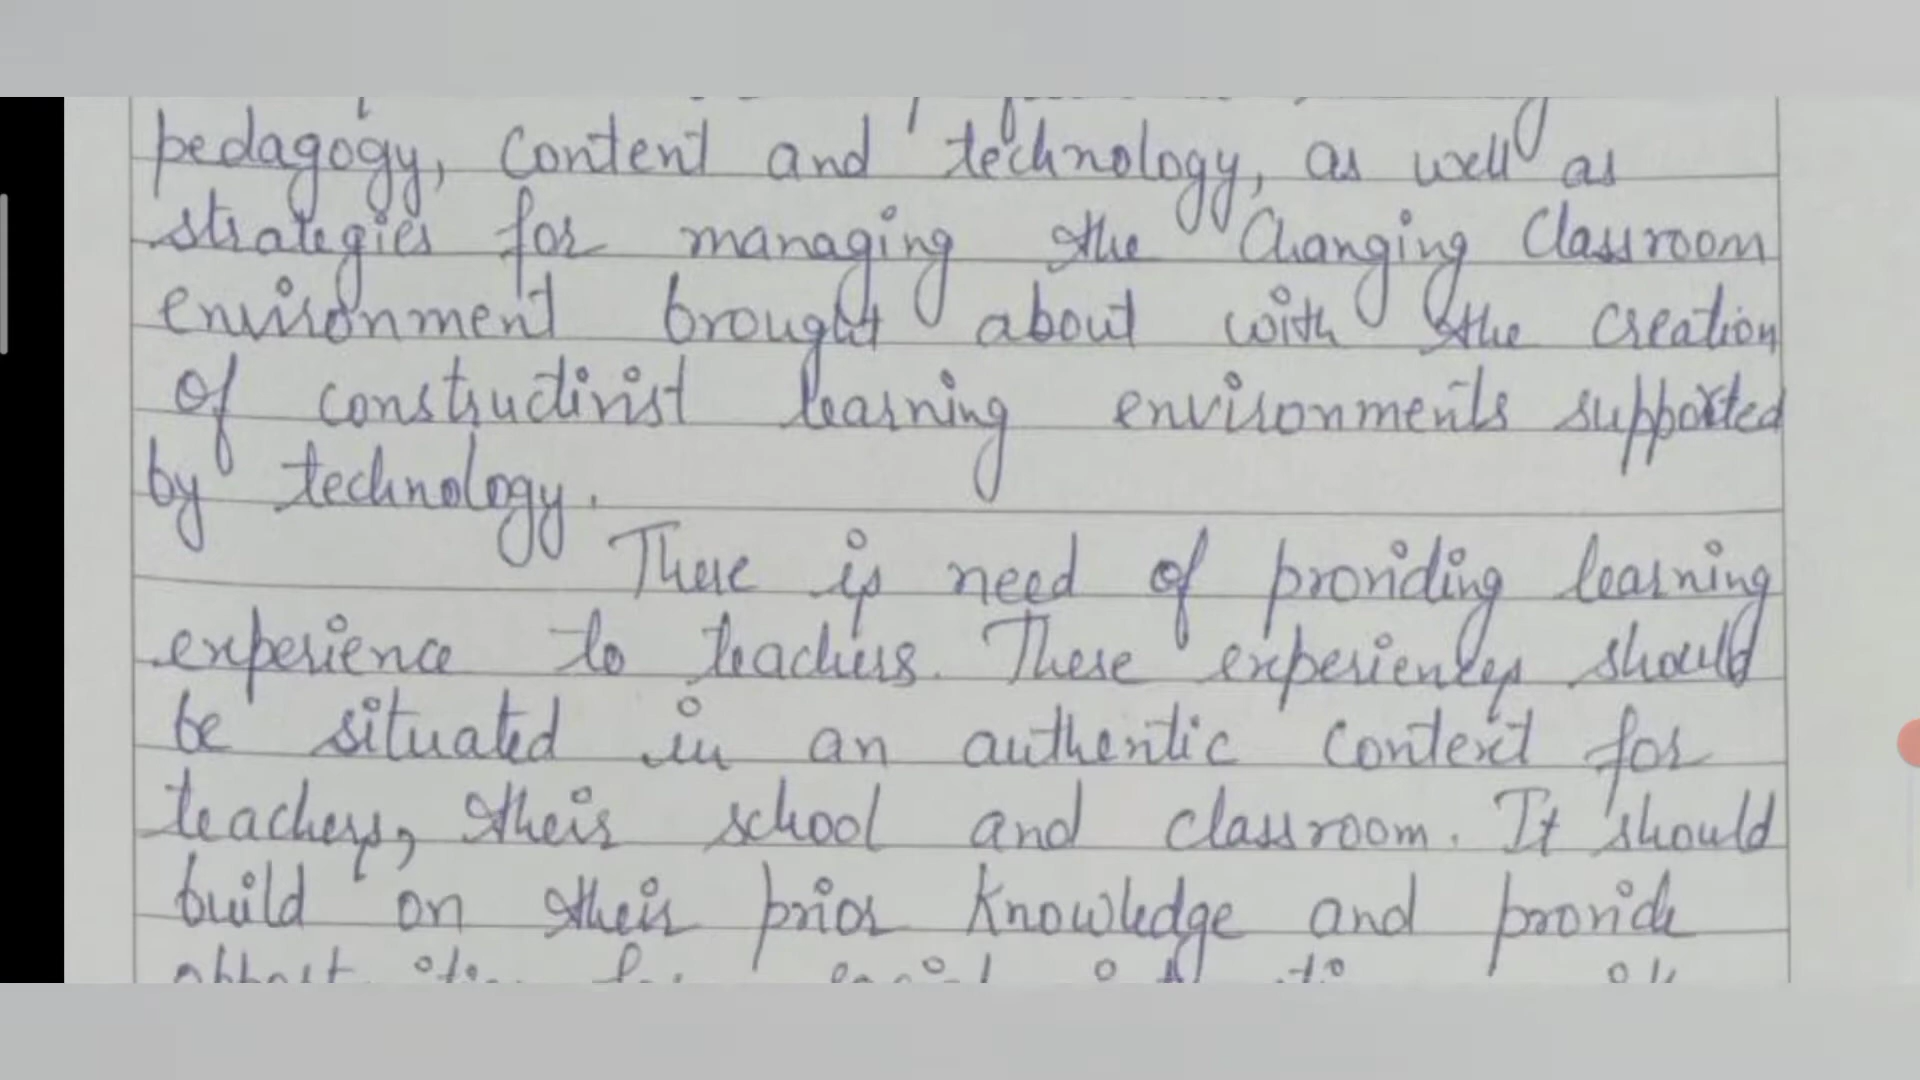 pedagogy, content and technology, as well as
strategies for managing the Changing Classroom
environment brought about with the creation
of constructivist learning environments supported
by technology.
There is need of providing learning
experience to teachers. These experiences should
be situated in an authentic context for
teachers, their school and classroom. It should
build on their prior knowledge and provide